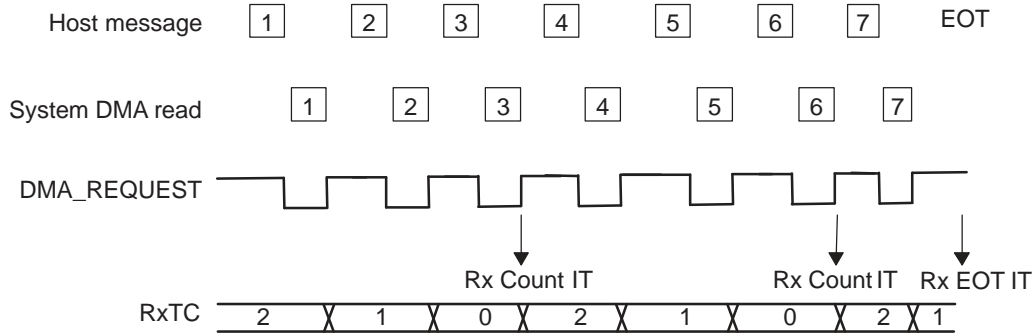 Host message 1 2 3 4 5 6 7 EOT
System DMA read 1 2 3 4 5 6 7
DMA_REQUEST
Rx Count IT Rx Count IT Rx EOT IT
RxTC 2 1 0 2 1 0 2 1